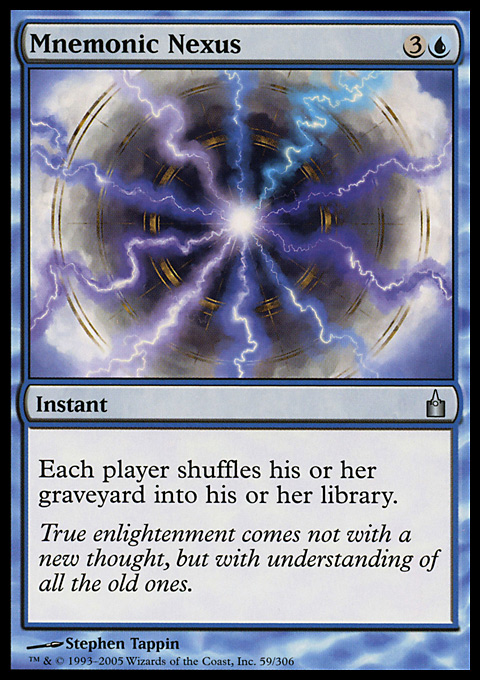 Mnemonic Nexus 3
Instant
Each player shuffles his or her
graveyard into his or her library.
True enlightenment comes not with a
new thought, but with understanding of
all the old ones.
Stephen Tappin
™ & © 1993–2005 Wizards of the Coast, Inc. 59/306